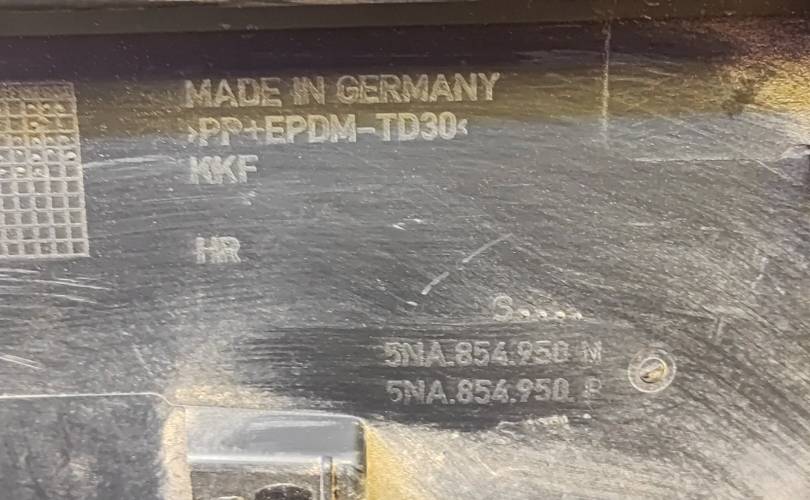 MADE IN GERMANY
>PP+EPDM-TD30<
KKF
HR
S....
5NA.854.950 M
5NA.854.950. P